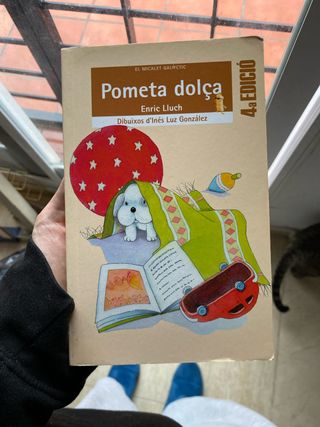 EL MICALET GALÀCTIC
Pometa dolça
Enric Lluch
Dibuixos d'Inés Luz González
4a EDICIÓ